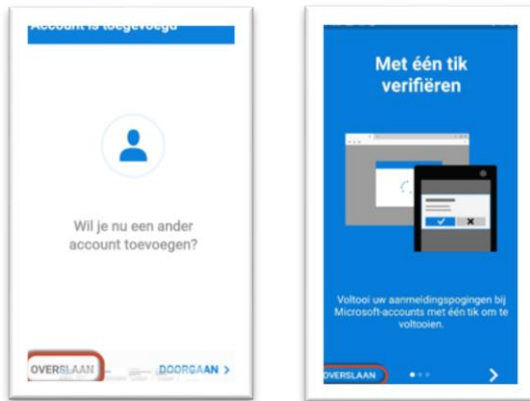 Account is toegevoegd
Wil je nu een ander
account toevoegen?
OVERSLAAN
DOORGAAN >
Met één tik
verifiëren
Voltooi uw aanmeldingspogingen bij
Microsoft-accounts met één tik om te
voltooien.
OVERSLAAN